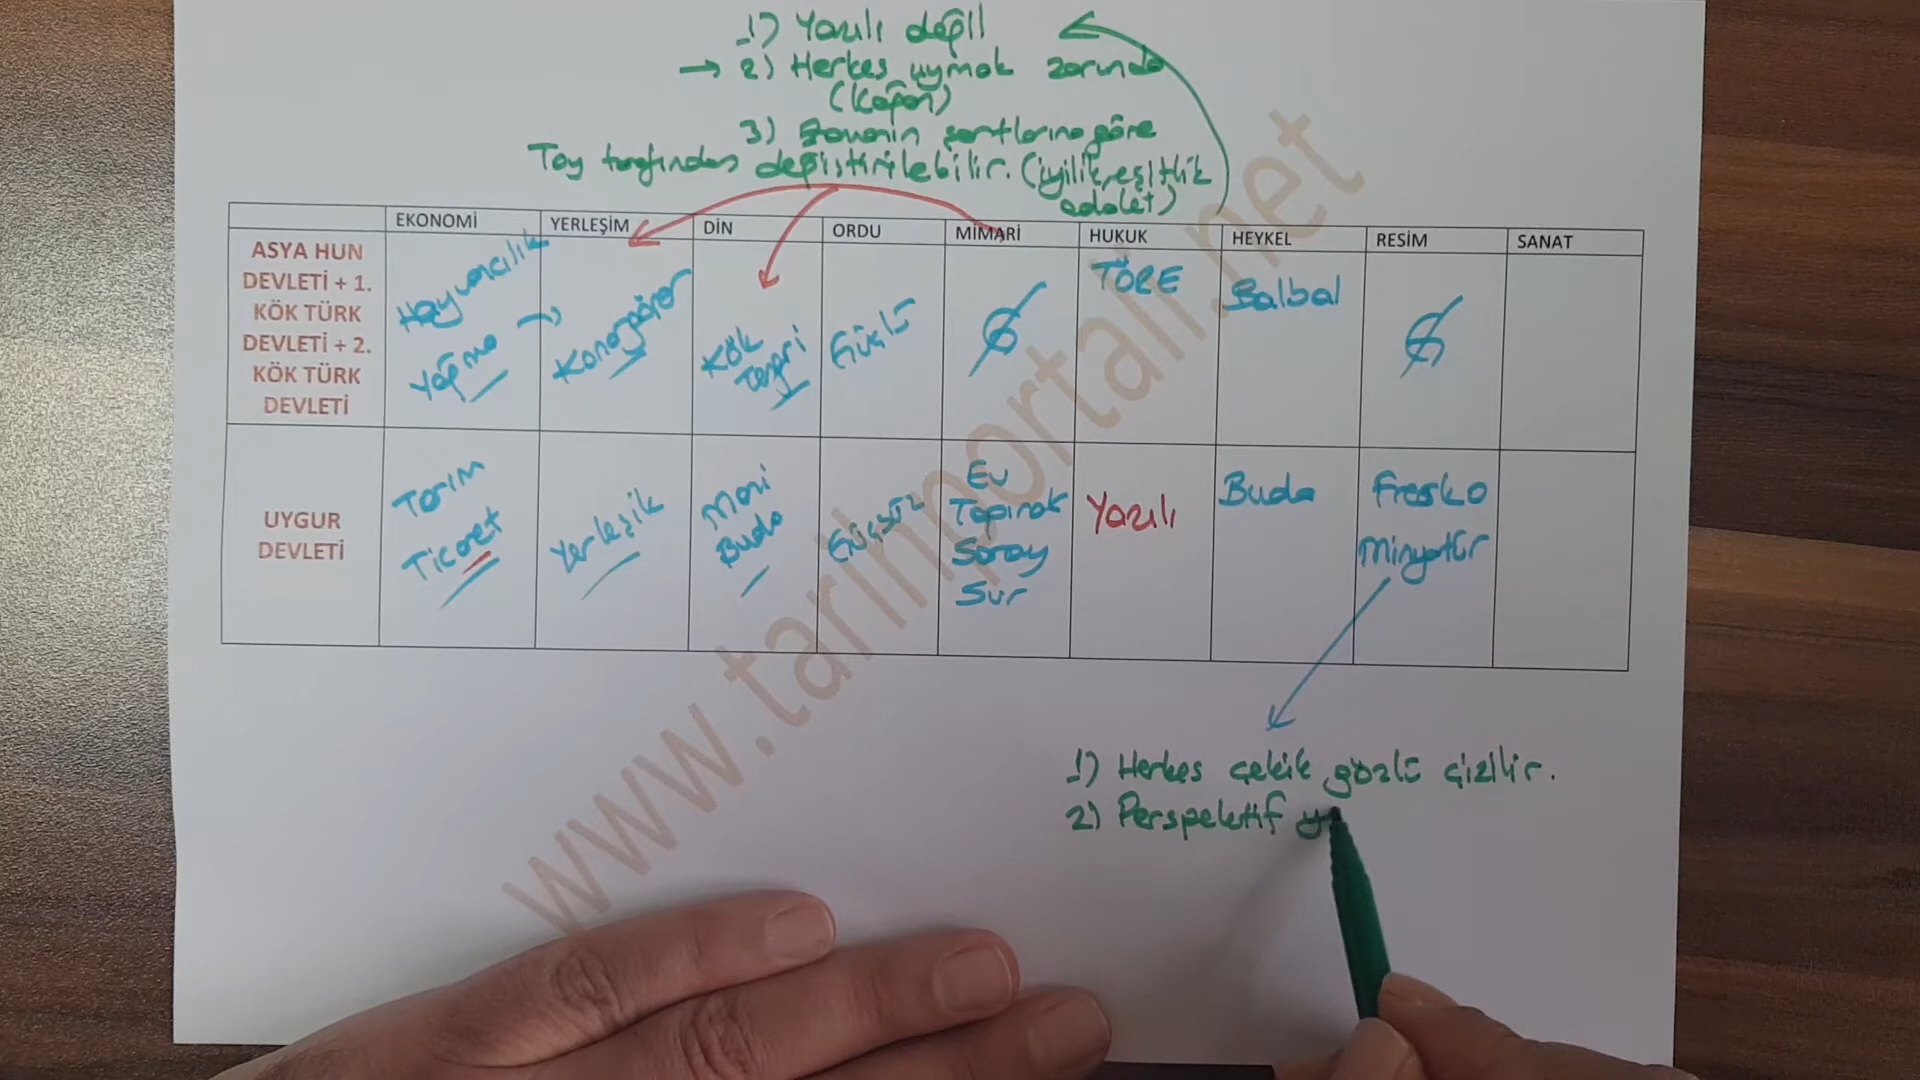 1) Yazılı değil
→ 2) Herkes uymak zorunda
(Kağan)
3) Zamanın şartlarına göre
Toy tarafından değiştirilebilir. (iyilik, eşitlik
adalet)
EKONOMİ YERLEŞİM DİN ORDU MİMARİ HUKUK HEYKEL RESİM SANAT
ASYA HUN
DEVLETİ + 1.
KÖK TÜRK
DEVLETİ + 2.
KÖK TÜRK
DEVLETİ
Hayvancılık
Yağma →
Konargöçer
Kök
Tengri
Güçlü
TÖRE
Balbal
UYGUR
DEVLETİ
Tarım
Ticaret
Yerleşik
Mani
Buda
Güçsüz
Ev
Tapınak
Saray
Sur
Yazılı
Buda
Fresko
Minyatür
1) Herkes çekik gözlü çizilir.
2) Perspektif y
www.tarihportali.net